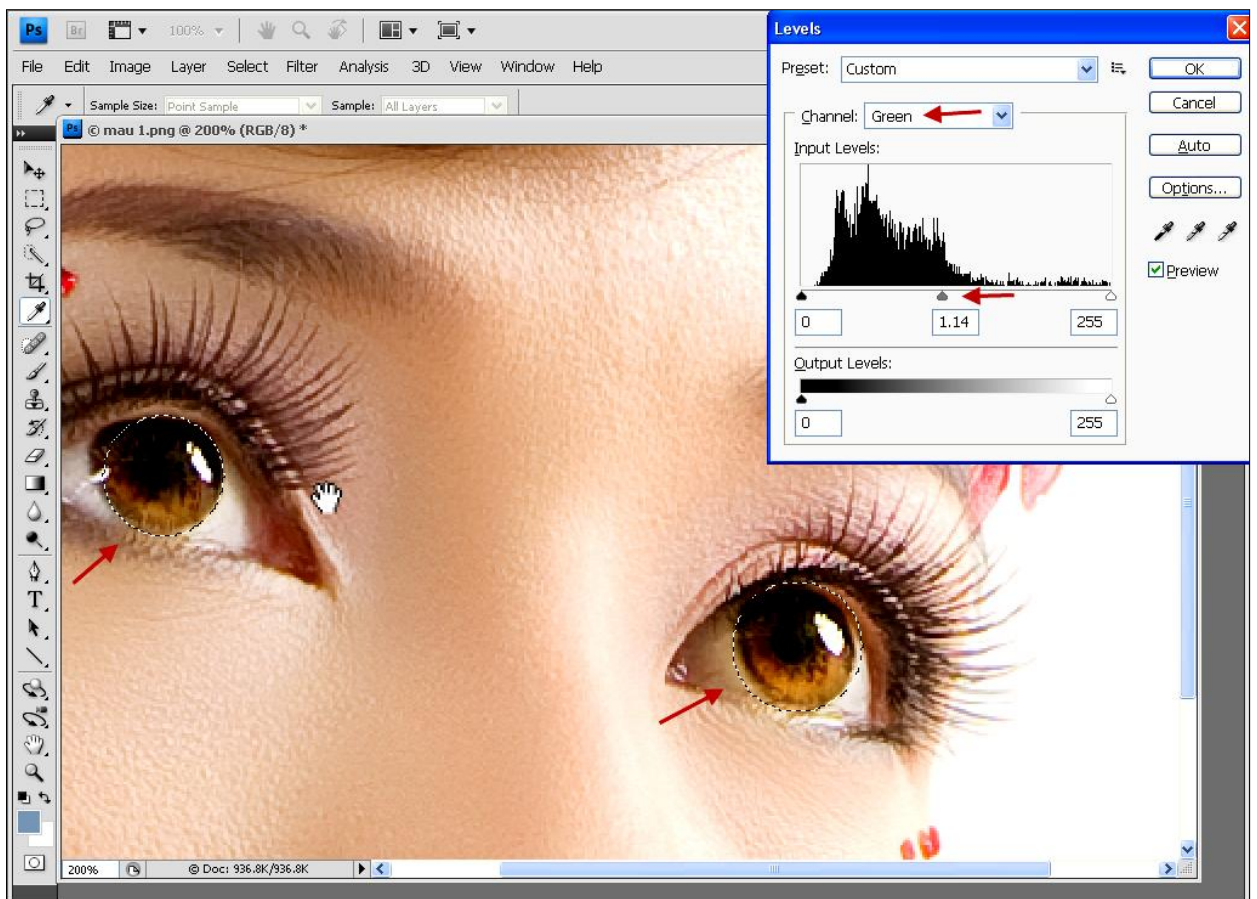 Ps Br 100%
File Edit Image Layer Select Filter Analysis 3D View Window Help
Sample Size: Point Sample Sample: All Layers
Ps © mau 1.png @ 200% (RGB/8) *
T
200% © Doc: 936.8K/936.8K
Levels
Preset: Custom
OK
Cancel
Channel: Green
Auto
Input Levels:
Options...
Preview
0 1.14 255
Output Levels:
0 255